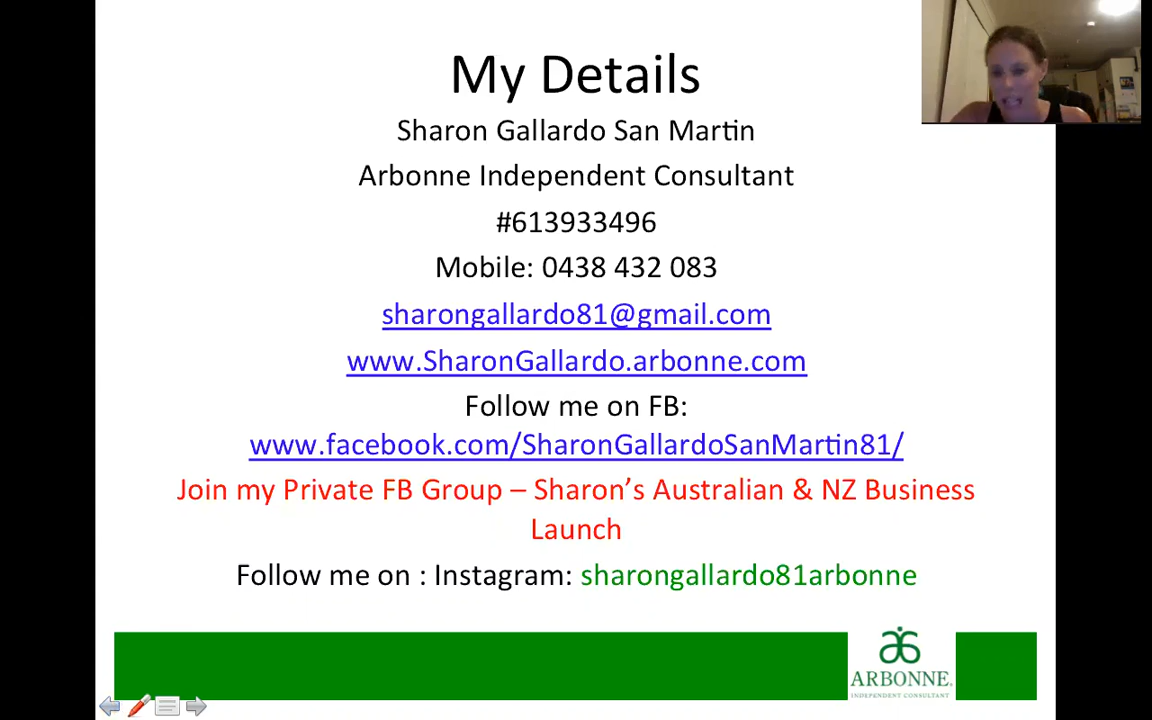 My Details
Sharon Gallardo San Martin
Arbonne Independent Consultant
#613933496
Mobile: 0438 432 083
sharongallardo81@gmail.com
www.SharonGallardo.arbonne.com
Follow me on FB:
www.facebook.com/SharonGallardoSanMartin81/
Join my Private FB Group – Sharon’s Australian & NZ Business
Launch
Follow me on : Instagram: sharongallardo81arbonne
ARBONNE.
INDEPENDENT CONSULTANT